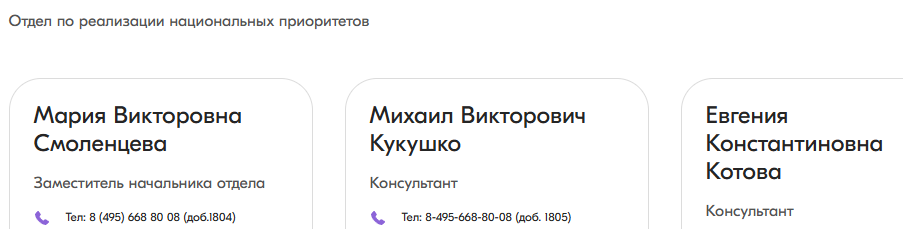 Отдел по реализации национальных приоритетов
Мария Викторовна
Смоленцева
Заместитель начальника отдела
Тел: 8 (495) 668 80 08 (доб.1804)
Михаил Викторович
Кукушко
Консультант
Тел: 8-495-668-80-08 (доб. 1805)
Евгения
Константиновна
Котова
Консультант